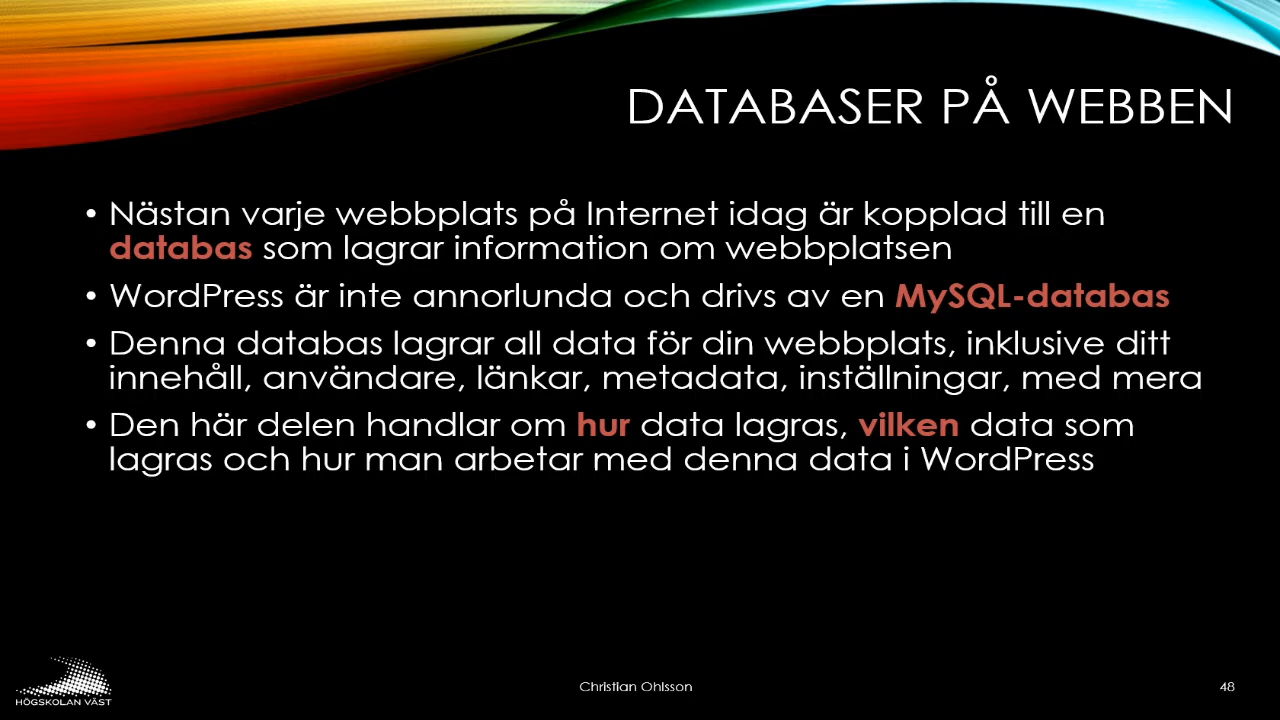 DATABASER PÅ WEBBEN
• Nästan varje webbplats på Internet idag är kopplad till en
databas som lagrar information om webbplatsen
• WordPress är inte annorlunda och drivs av en MySQL-databas
• Denna databas lagrar all data för din webbplats, inklusive ditt
innehåll, användare, länkar, metadata, inställningar, med mera
• Den här delen handlar om hur data lagras, vilken data som
lagras och hur man arbetar med denna data i WordPress
HÖGSKOLAN VÄST
Christian Ohlsson
48